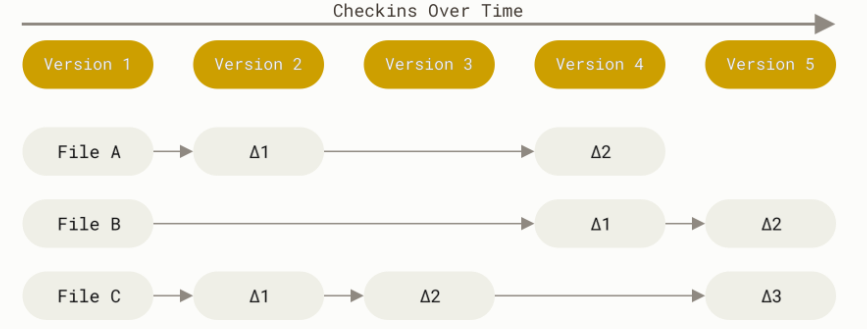 Checkins Over Time
Version 1 Version 2 Version 3 Version 4 Version 5
File A Δ1 Δ2
File B Δ1 Δ2
File C Δ1 Δ2 Δ3